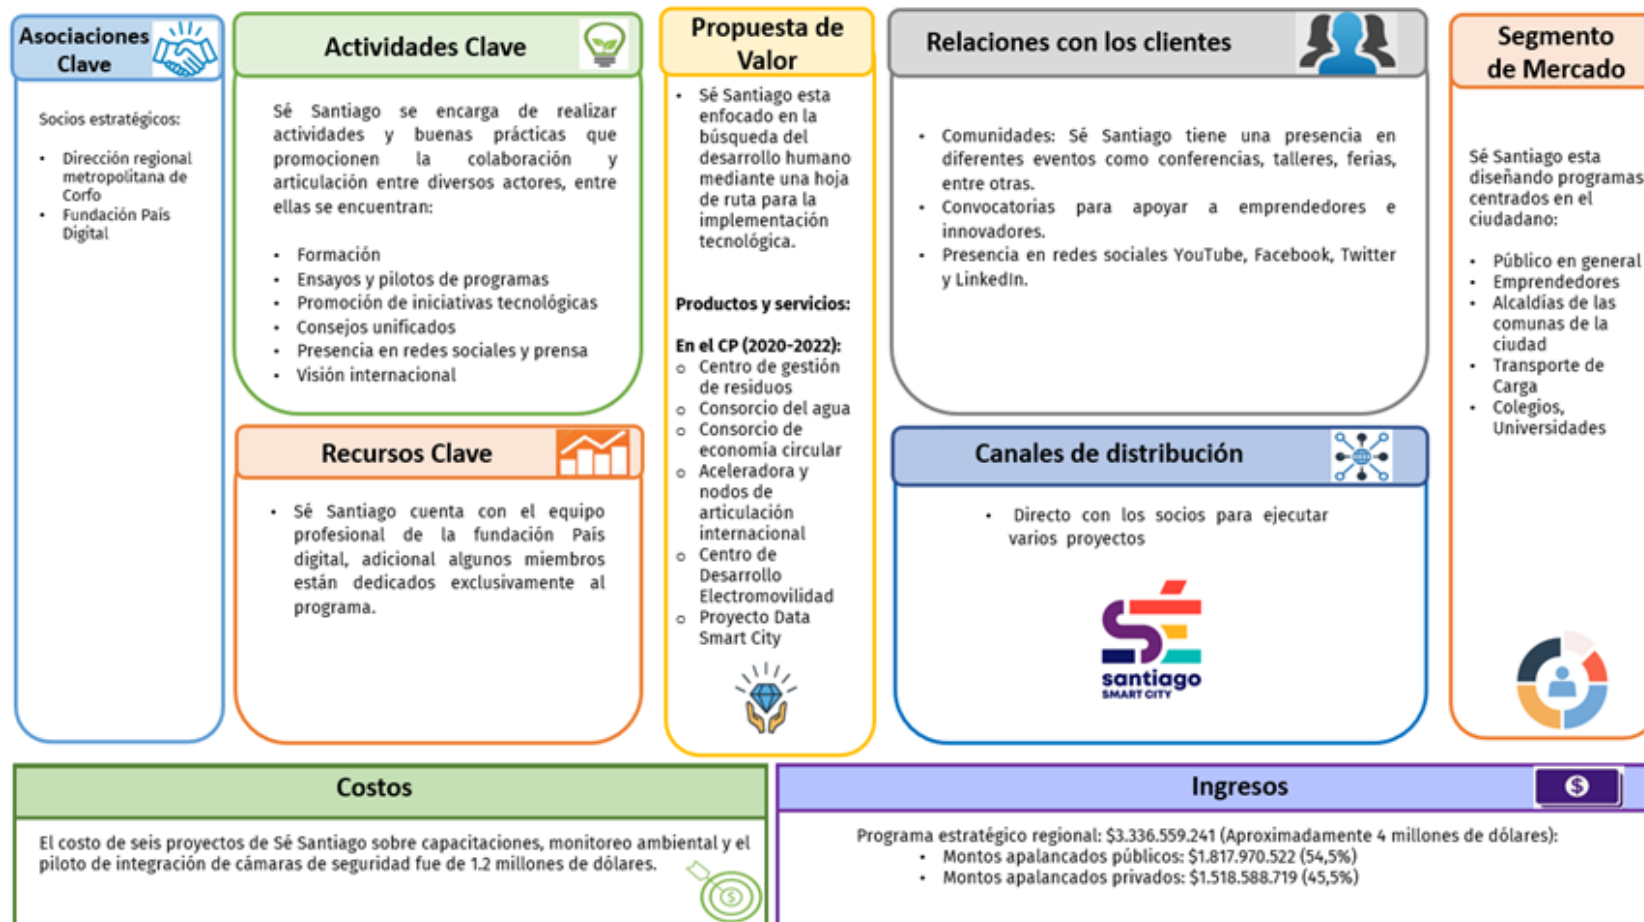 Asociaciones
Clave
Socios estratégicos:
• Dirección regional
metropolitana de
Corfo
• Fundación País
Digital
Actividades Clave
Sé Santiago se encarga de realizar
actividades y buenas prácticas que
promocionen la colaboración y
articulación entre diversos actores, entre
ellas se encuentran:
• Formación
• Ensayos y pilotos de programas
• Promoción de iniciativas tecnológicas
• Consejos unificados
• Presencia en redes sociales y prensa
• Visión internacional
Recursos Clave
• Sé Santiago cuenta con el equipo
profesional de la fundación País
digital, adicional algunos miembros
están dedicados exclusivamente al
programa.
Propuesta de
Valor
• Sé Santiago esta
enfocado en la
búsqueda del
desarrollo humano
mediante una hoja
de ruta para la
implementación
tecnológica.
Productos y servicios:
En el CP (2020-2022):
o Centro de gestión
de residuos
o Consorcio del agua
o Consorcio de
economía circular
o Aceleradora y
nodos de
articulación
internacional
o Centro de
Desarrollo
Electromovilidad
o Proyecto Data
Smart City
Relaciones con los clientes
• Comunidades: Sé Santiago tiene una presencia en
diferentes eventos como conferencias, talleres, ferias,
entre otras.
• Convocatorias para apoyar a emprendedores e
innovadores.
• Presencia en redes sociales YouTube, Facebook, Twitter
y LinkedIn.
Canales de distribución
• Directo con los socios para ejecutar
varios proyectos
SÉ
santiago
SMART CITY
Segmento
de Mercado
Sé Santiago esta
diseñando programas
centrados en el
ciudadano:
• Público en general
• Emprendedores
• Alcaldías de las
comunas de la
ciudad
• Transporte de
Carga
• Colegios,
Universidades
Costos
El costo de seis proyectos de Sé Santiago sobre capacitaciones, monitoreo ambiental y el
piloto de integración de cámaras de seguridad fue de 1.2 millones de dólares.
$
Ingresos
$
Programa estratégico regional: $3.336.559.241 (Aproximadamente 4 millones de dólares):
• Montos apalancados públicos: $1.817.970.522 (54,5%)
• Montos apalancados privados: $1.518.588.719 (45,5%)